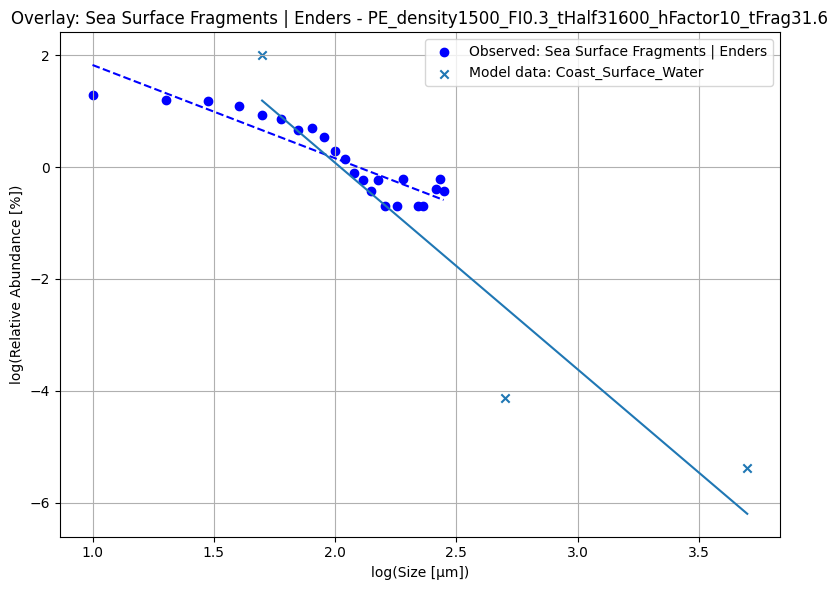 Overlay: Sea Surface Fragments | Enders - PE_density1500_FI0.3_tHalf31600_hFactor10_tFrag31.6
Observed: Sea Surface Fragments | Enders
Model data: Coast_Surface_Water
2
0
−2
−4
−6
log(Relative Abundance [%])
1.0
1.5
2.0
2.5
3.0
3.5
log(Size [µm])